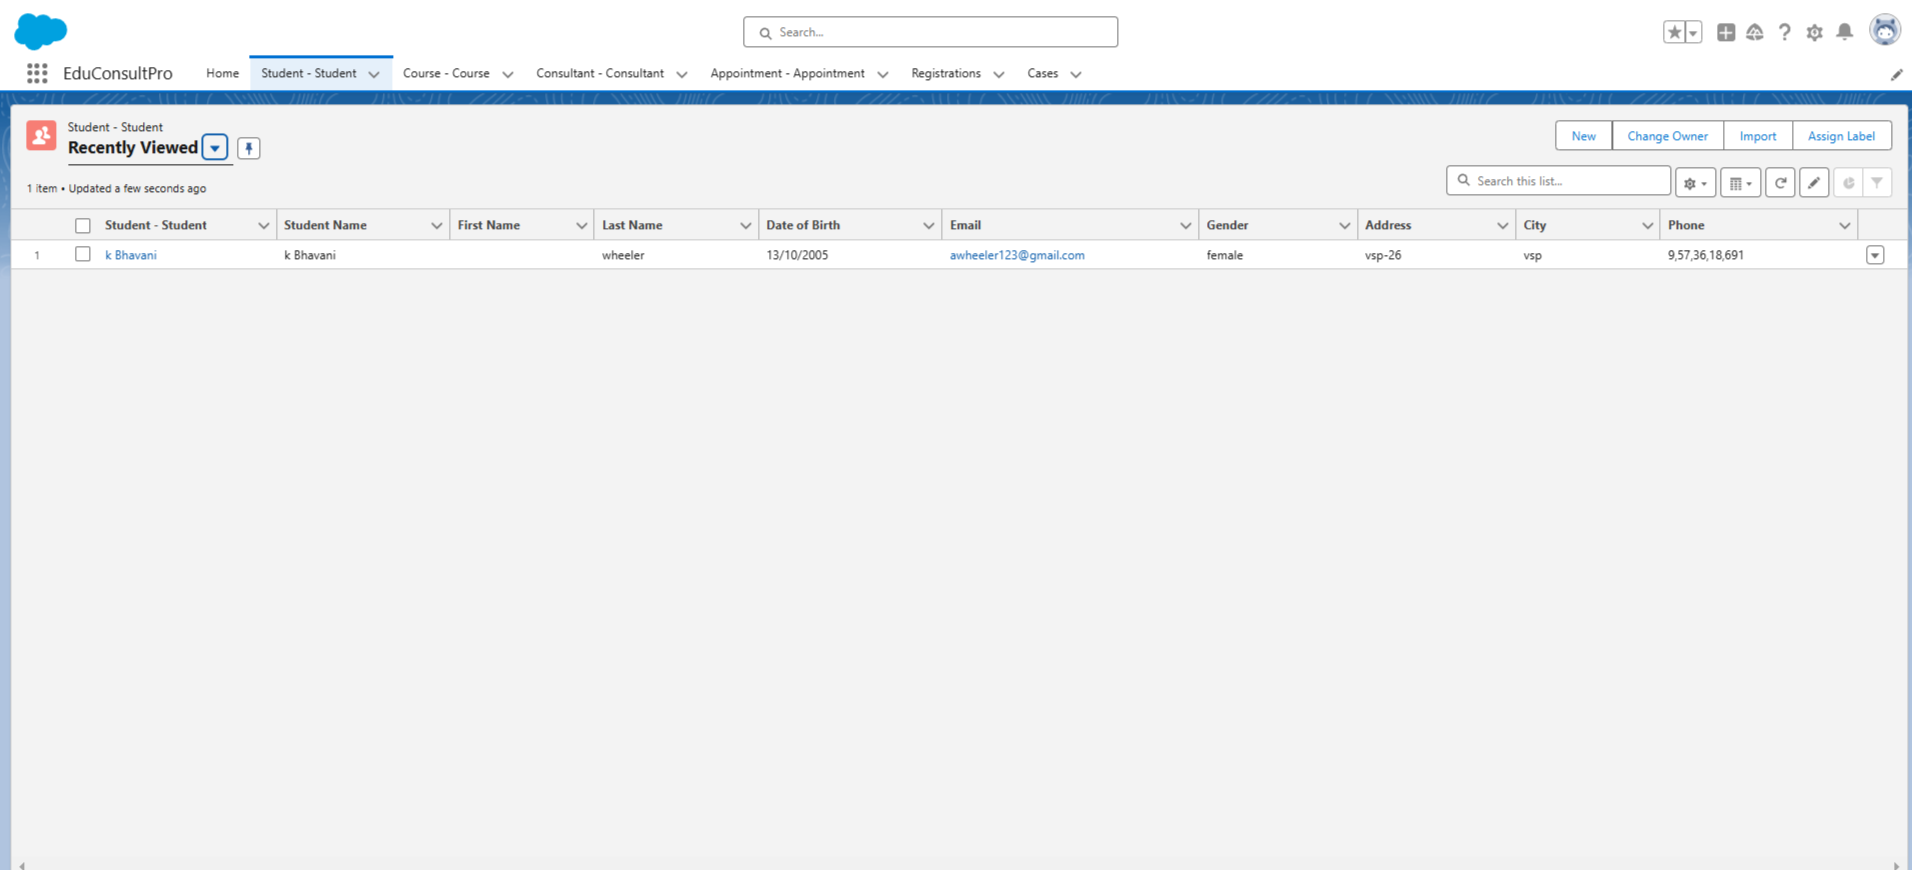 Search...
EduConsultPro Home Student - Student Course - Course Consultant - Consultant Appointment - Appointment Registrations Cases
Student - Student
Recently Viewed
New Change Owner Import Assign Label
1 item • Updated a few seconds ago
Search this list...
Student - Student Student Name First Name Last Name Date of Birth Email Gender Address City Phone
1 k Bhavani k Bhavani wheeler 13/10/2005 awheeler123@gmail.com female vsp-26 vsp 9,57,36,18,691